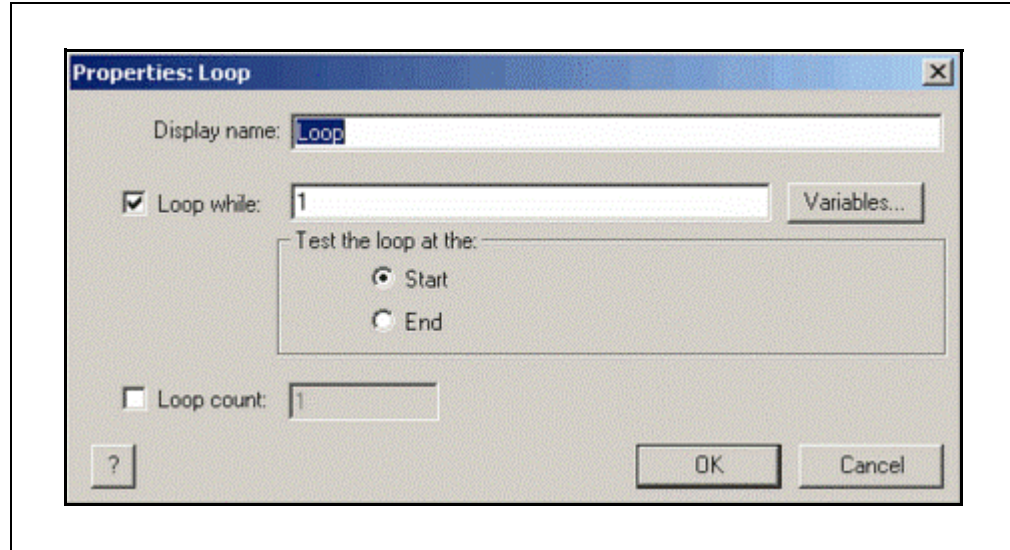 Properties: Loop
Display name: Loop
Loop while: 1 Variables...
Test the loop at the:
Start
End
Loop count: 1
? OK Cancel